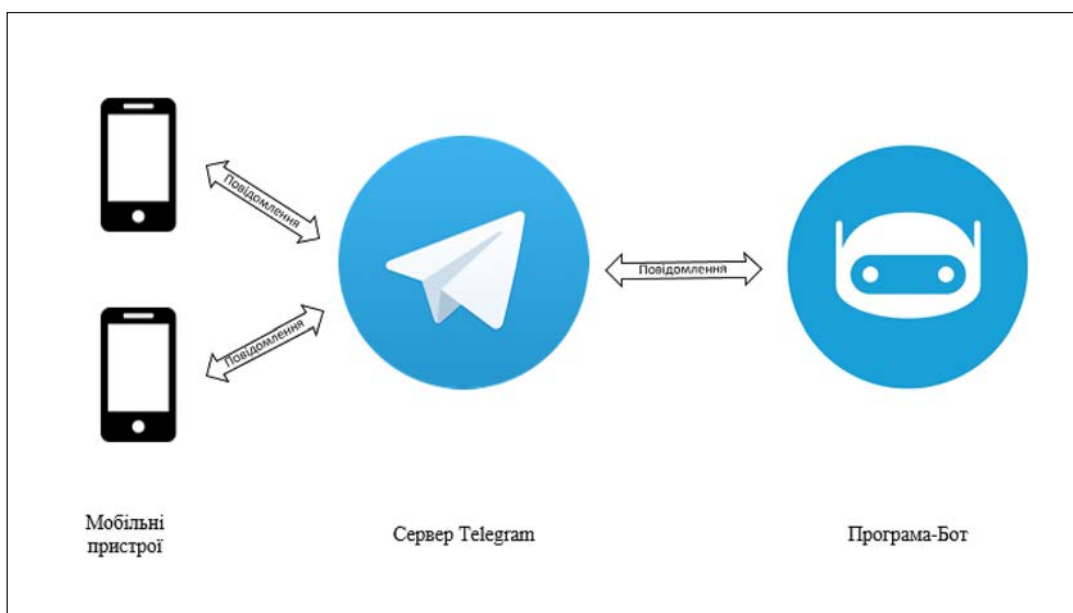 Повідомлення
Повідомлення
Повідомлення
Мобільні
пристрої
Сервер Telegram
Програма-Бот